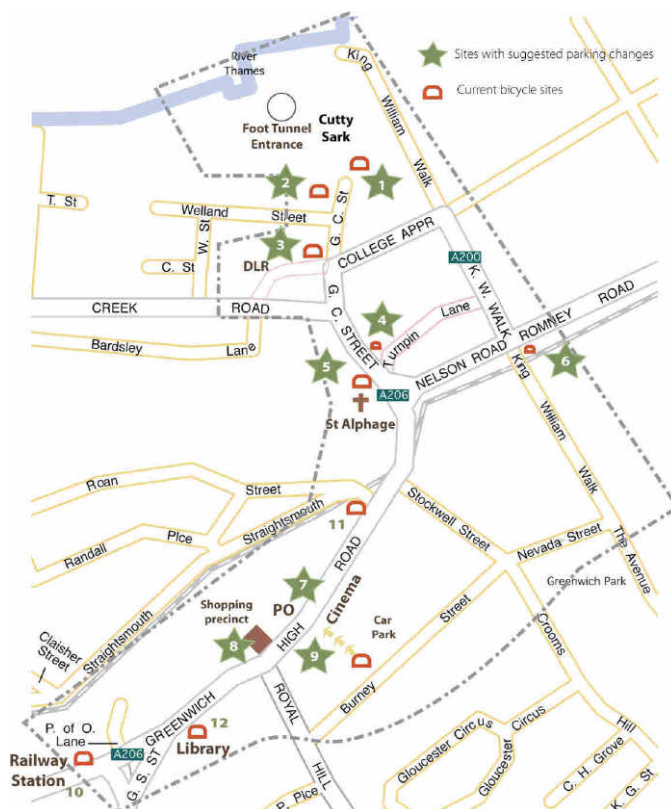 River
Thames
Foot Tunnel
Entrance
Cutty
Sark
King
William
Walk
Sites with suggested parking changes
Current bicycle sites
D
D
D
2
1
T. St
Welland
Street
W. St
G. C. St
3
D
DLR
C. St
COLLEGE APPR
A200
K. W. WALK
CREEK
ROAD
G. C. STREET
4
D
Turnpin
Lane
Bardsley
Lane
NELSON ROAD
ROMNEY
ROAD
D
6
King
William
Walk
5
D
A206
St Alphage
Roan
Street
Straightsmouth
Randall
Plce
11
D
Stockwell
Street
Nevada Street
The Avenue
Greenwich Park
7
ROAD
Cinema
Shopping
precinct
PO
8
HIGH
9
Car
Park
D
Burney
Street
Crooms
Hill
Claisher
Street
Straightsmouth
ROYAL
HILL
GREENWICH
P. of O.
Lane
A206
12
D
Library
D
Railway
Station
10
G. S. ST
Gloucester Circus
Gloucester
Circus
C. H. Grove
K. G. St
P. Plce